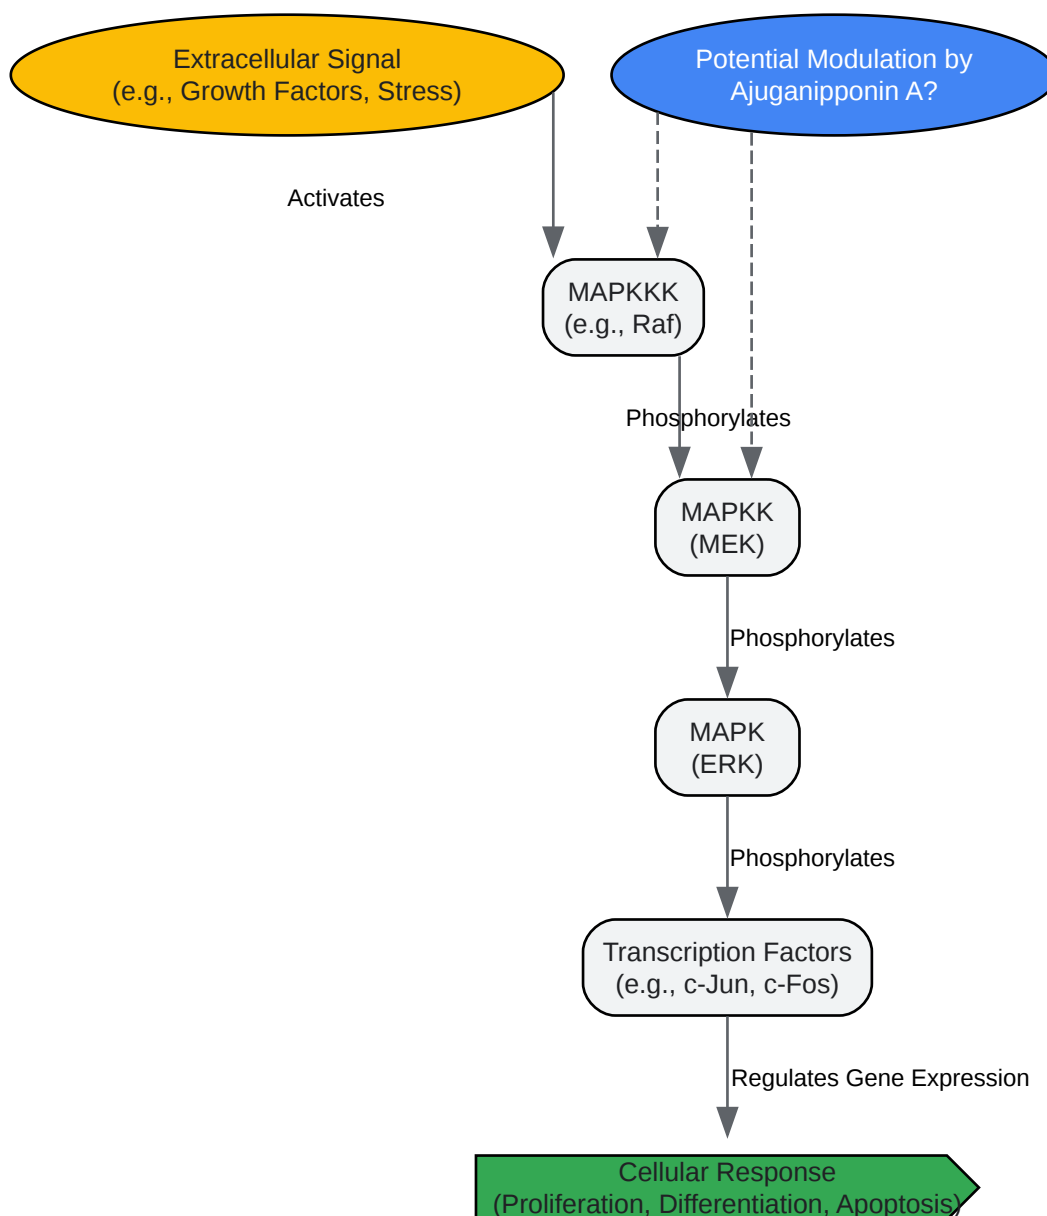 Extracellular Signal
(e.g., Growth Factors, Stress)
Potential Modulation by
Ajuganipponin A?
Activates
MAPKKK
(e.g., Raf)
Phosphorylates
MAPKK
(MEK)
Phosphorylates
MAPK
(ERK)
Phosphorylates
Transcription Factors
(e.g., c-Jun, c-Fos)
Regulates Gene Expression
Cellular Response
(Proliferation, Differentiation, Apoptosis)